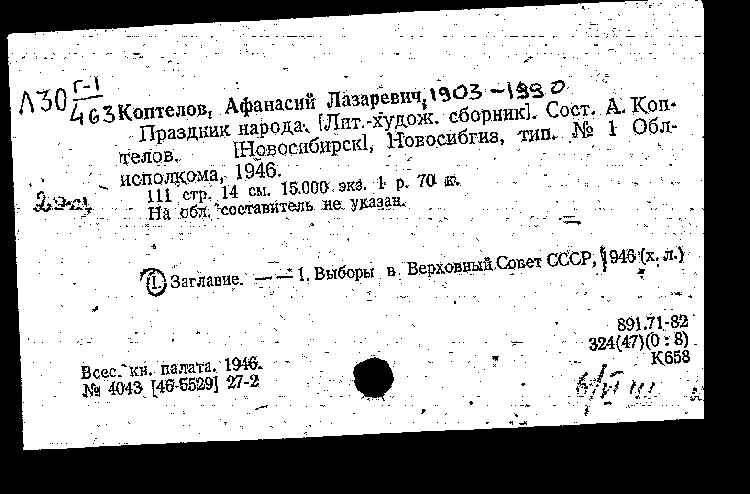 Л30 Г-1
463 Коптелов, Афанасий Лазаревич, 1903-1990
Праздник народа. [Лит.-худож. сборник]. Сост. А. Коп-
телов. [Новосибирск], Новосибгиз, тип. № 1 Обл-
исполкома, 1946.
111 стр. 14 см. 15.000 экз. 1 р. 70 к.
На обл. составитель не указан.
1. Заглавие. — — 1. Выборы в Верховный Совет СССР, 1946 (х. л.)
891.71-82
324(47)(0 : 8)
К658
Всес. кн. палата. 1946.
№ 4043 [46-5529] 27-2